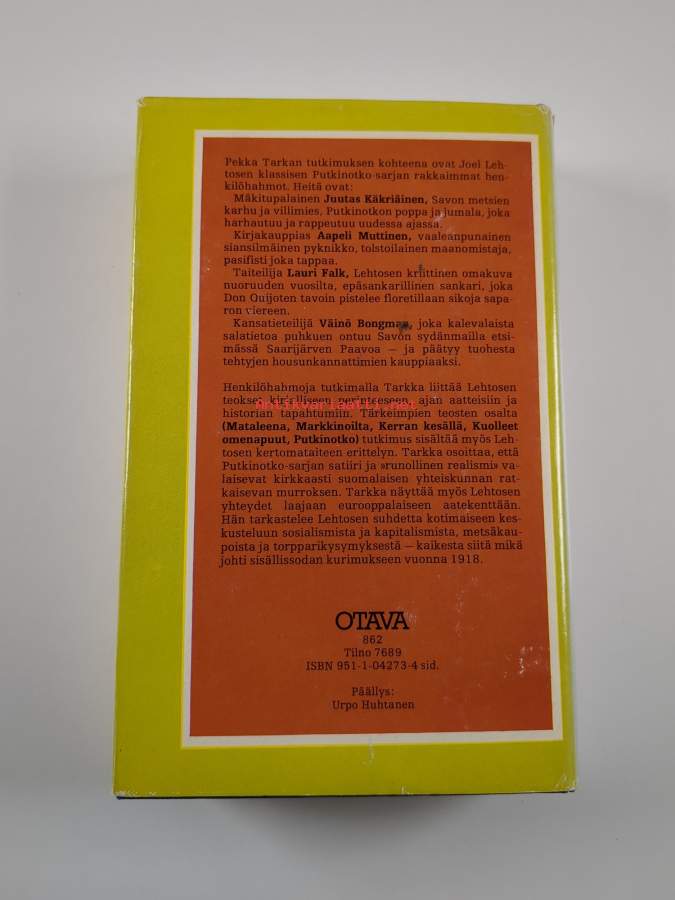 Pekka Tarkan tutkimuksen kohteena ovat Joel Leh-
tosen klassisen Putkinotko-sarjan rakkaimmat hen-
kilöhahmot. Heitä ovat:
Mäkitupalainen Juutas Käkriäinen, Savon metsien
karhu ja villimies, Putkinotkon poppa ja jumala, joka
harhautuu ja rappeutuu uudessa ajassa.
Kirjakauppias Aapeli Muttinen, vaaleanpunainen
siansilmäinen pyknikko, tolstoilainen maanomistaja,
pasifisti joka tappaa.
Taiteilija Lauri Falk, Lehtosen kriittinen omakuva
nuoruuden vuosilta, epäsankarillinen sankari, joka
Don Quijoten tavoin pistelee floretillaan sikoja sapa-
ron viereen.
Kansatieteilijä Väinö Bongman, joka kalevalaista
salatietoa puhkuen ontuu Savon sydänmailla etsi-
mässä Saarijärven Paavoa – ja päätyy tuohesta
tehtyjen housunkannattimien kauppiaaksi.
Henkilöhahmoja tutkimalla Tarkka liittää Lehtosen
teokset kirjalliseen perinteeseen, ajan aatteisiin ja
Antikvariaatti.net
historian tapahtumiin. Tärkeimpien teosten osalta
(Mataleena, Markkinoilta, Kerran kesällä, Kuolleet
omenapuut, Putkinotko) tutkimus sisältää myös Leh-
tosen kertomataiteen erittelyn. Tarkka osoittaa, että
Putkinotko-sarjan satiiri ja »runollinen realismi» va-
laisevat kirkkaasti suomalaisen yhteiskunnan rat-
kaisevan murroksen. Tarkka näyttää myös Lehtosen
yhteydet laajaan eurooppalaiseen aatekenttään.
Hän tarkastelee Lehtosen suhdetta kotimaiseen kes-
kusteluun sosialismista ja kapitalismista, metsäkau-
poista ja torpparikysymyksestä – kaikesta siitä mikä
johti sisällissodan kurimukseen vuonna 1918.
OTAVA
862
Tilno 7689
ISBN 951-1-04273-4 sid.
Päällys:
Urpo Huhtanen